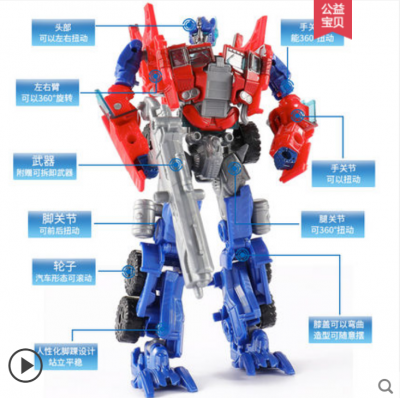 头部
可以左右扭动
手关
能360°扭动
公益
宝贝
左右臂
可以360°旋转
武器
附赠可拆卸武器
手关节
可以扭动
脚关节
可前后扭动
腿关节
可360°扭动
轮子
汽车形态可滚动
膝盖可以弯曲
造型可随意摆
人性化脚踝设计
站立平稳